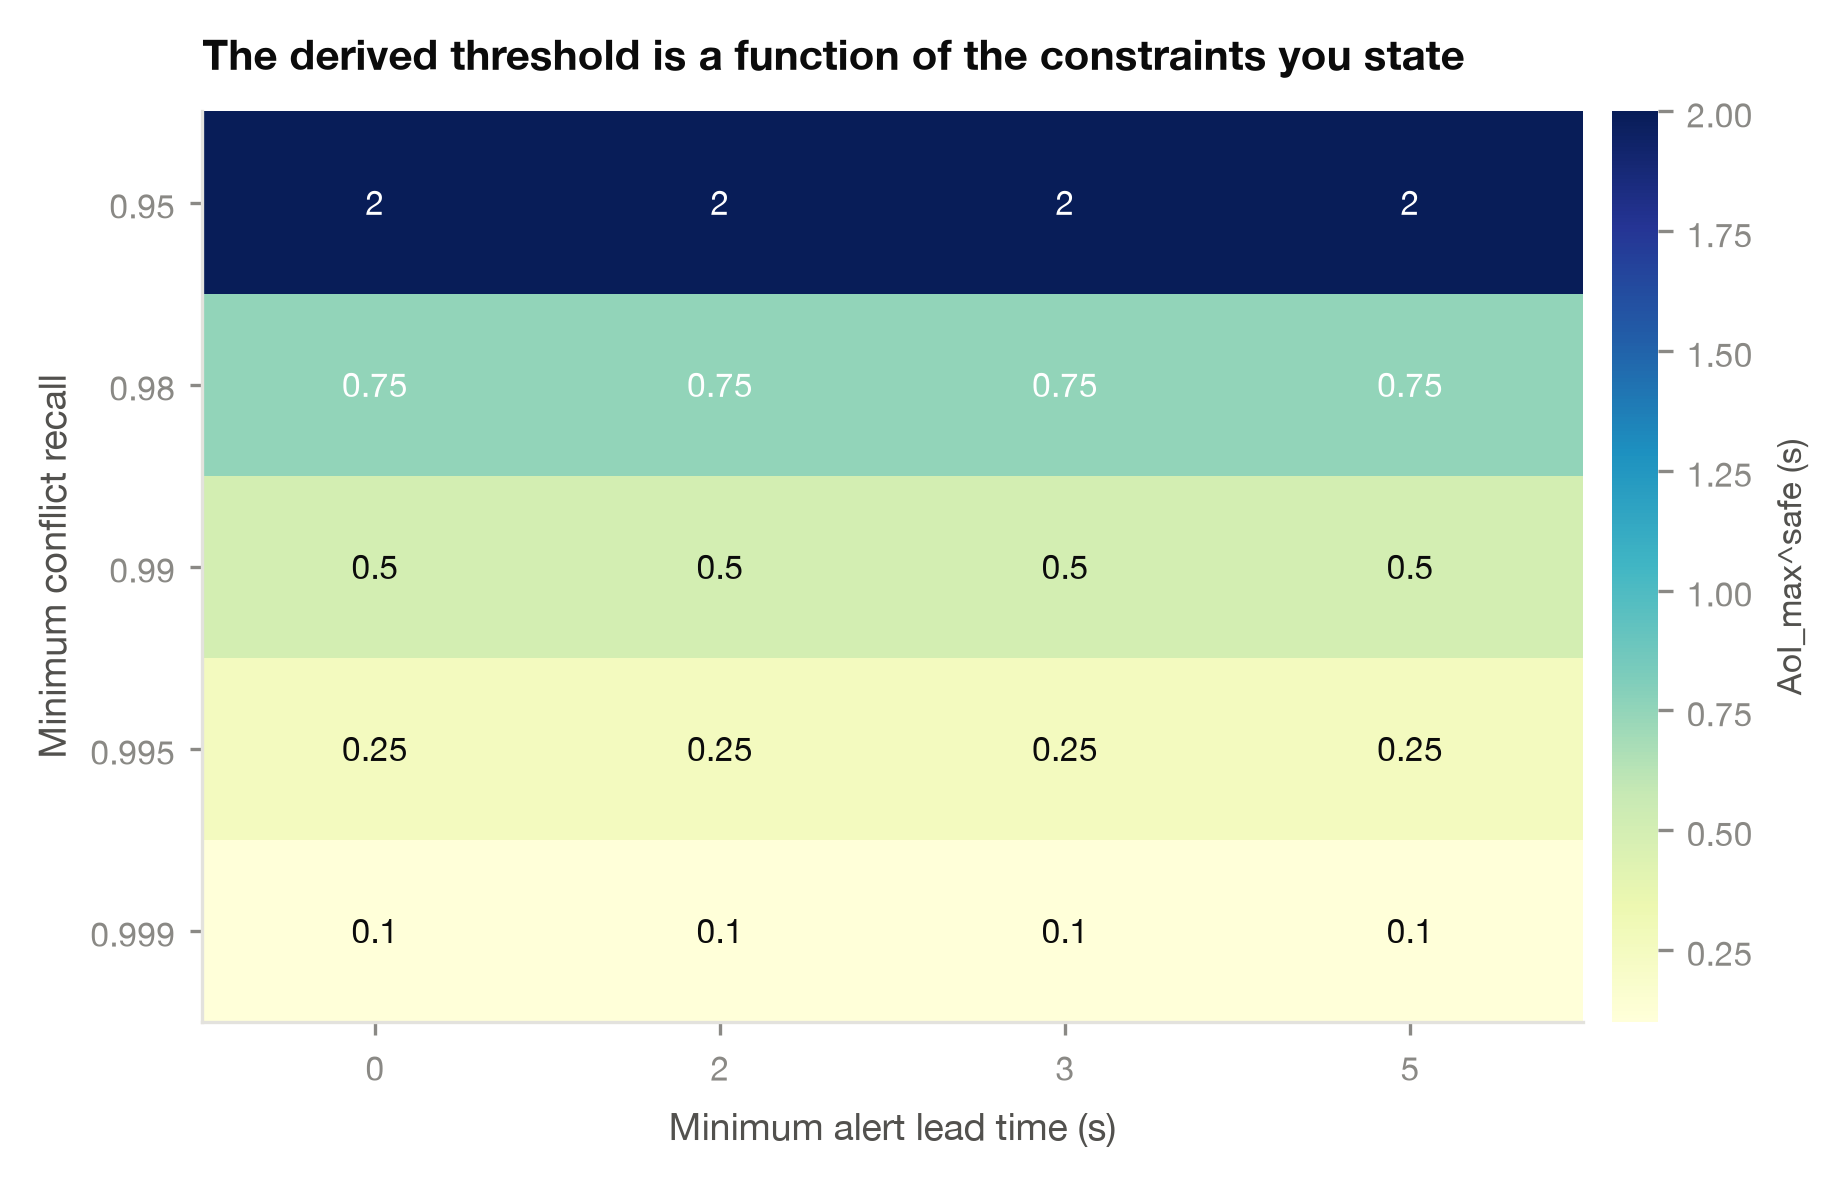 The derived threshold is a function of the constraints you state
2.00
0.95 2 2 2 2
1.75
1.50
0.98 0.75 0.75 0.75 0.75
1.25
0.99 0.5 0.5 0.5 0.5
1.00
0.75
0.995 0.25 0.25 0.25 0.25
0.50
0.999 0.1 0.1 0.1 0.1
0.25
0 2 3 5
Minimum alert lead time (s)
Minimum conflict recall
AoI_max^safe (s)